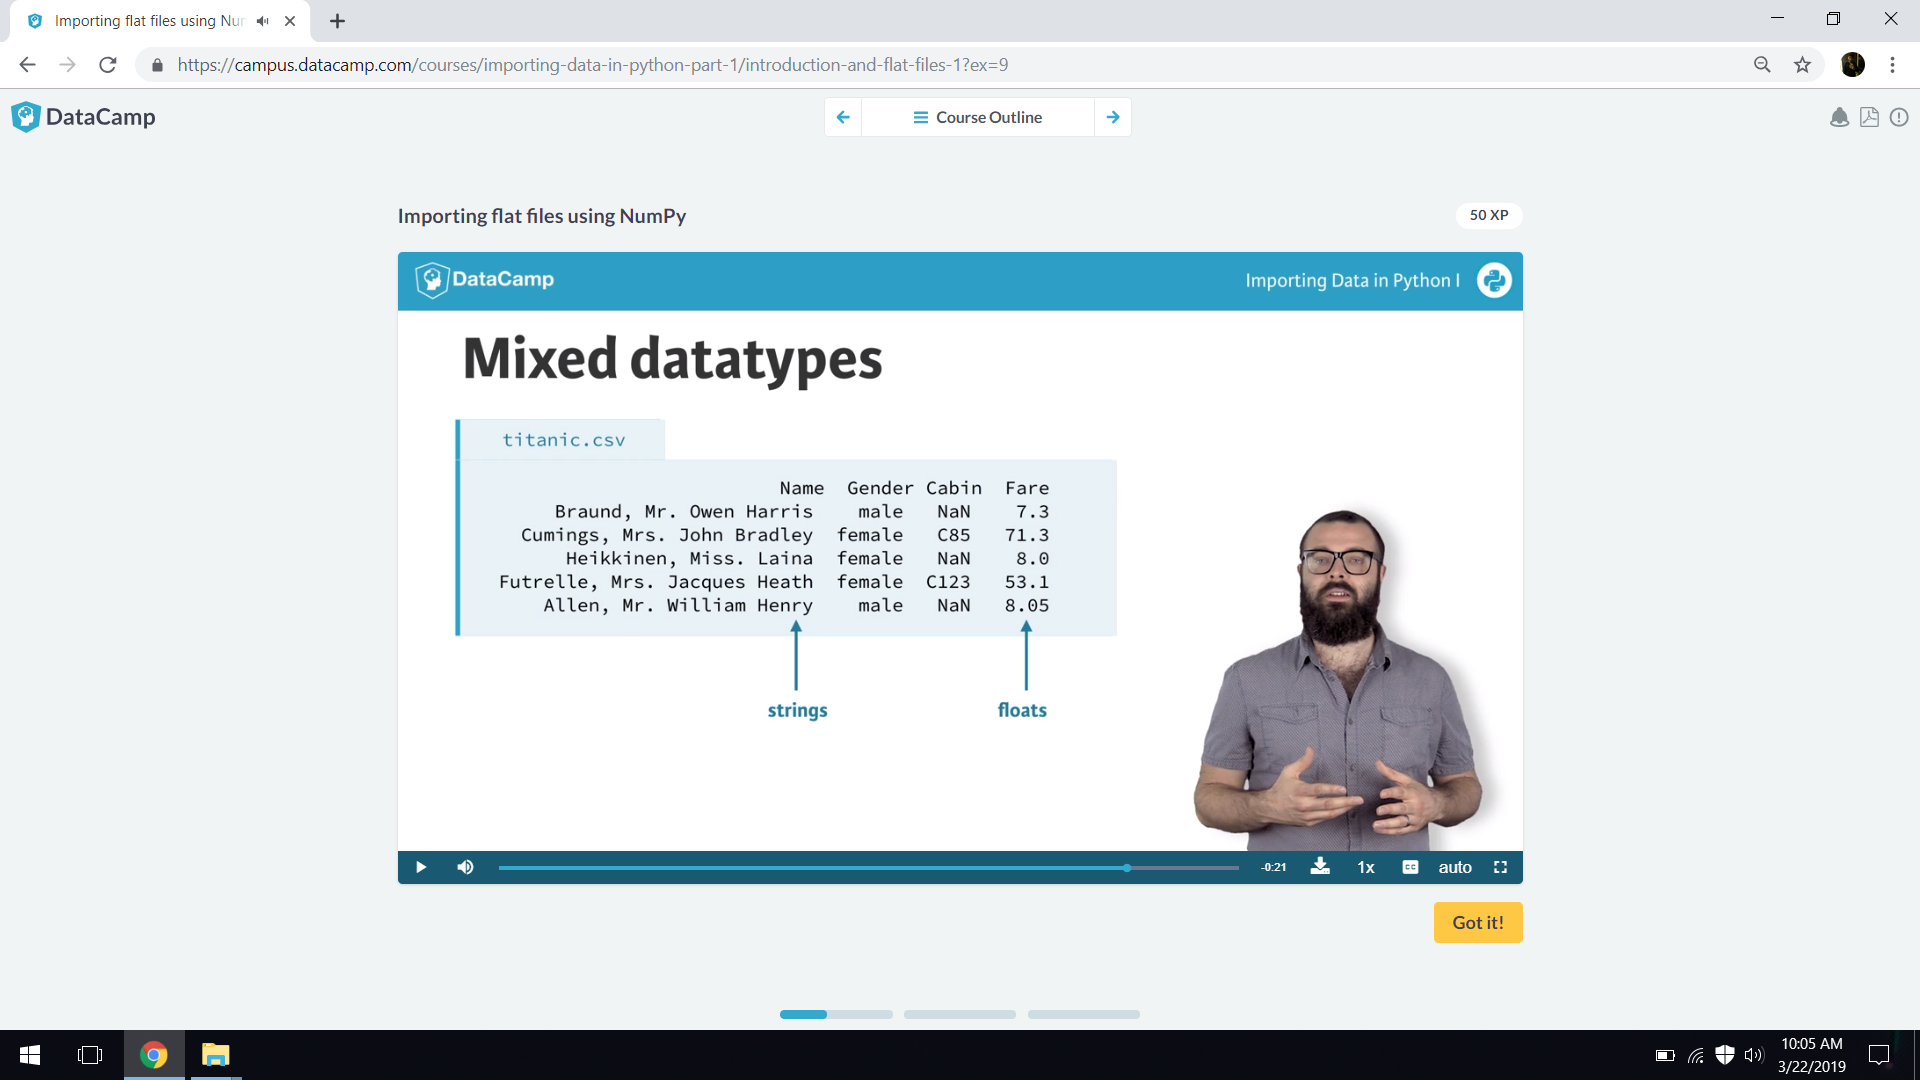 Importing flat files using Num
https://campus.datacamp.com/courses/importing-data-in-python-part-1/introduction-and-flat-files-1?ex=9
DataCamp
Course Outline
Importing flat files using NumPy
50 XP
DataCamp
Importing Data in Python I
Mixed datatypes
titanic.csv
Name Gender Cabin Fare
Braund, Mr. Owen Harris male NaN 7.3
Cumings, Mrs. John Bradley female C85 71.3
Heikkinen, Miss. Laina female NaN 8.0
Futrelle, Mrs. Jacques Heath female C123 53.1
Allen, Mr. William Henry male NaN 8.05
strings floats
-0:21 1x CC auto
Got it!
10:05 AM
3/22/2019